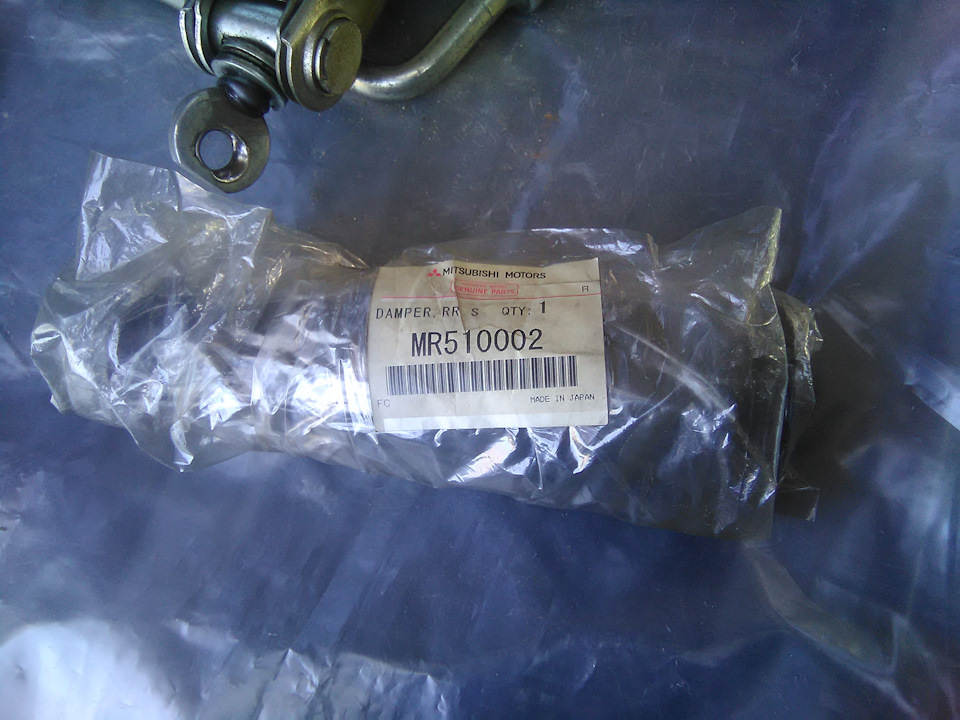 MITSUBISHI MOTORS
GENUINE PARTS
R
DAMPER, RR S QTY: 1
MR510002
FC MADE IN JAPAN